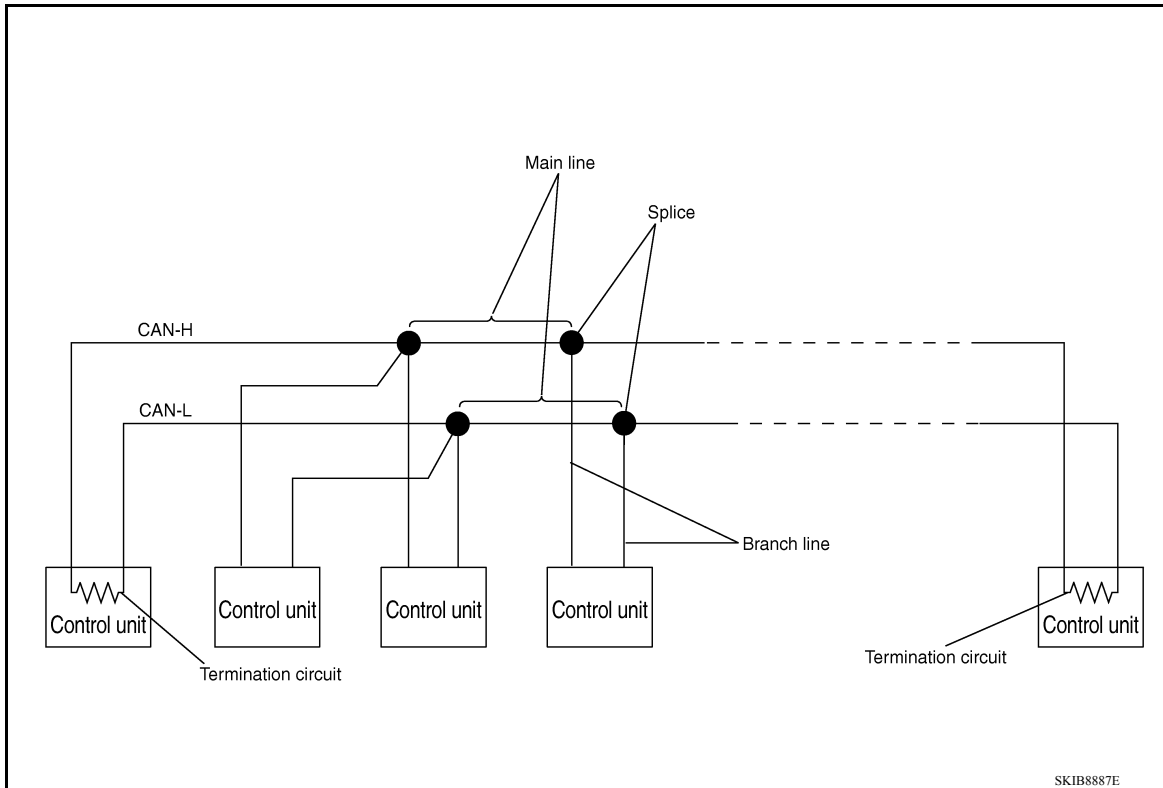 Main line
Splice
CAN-H
CAN-L
Branch line
Control unit
Control unit
Control unit
Control unit
Control unit
Termination circuit
Termination circuit
SKIB8887E